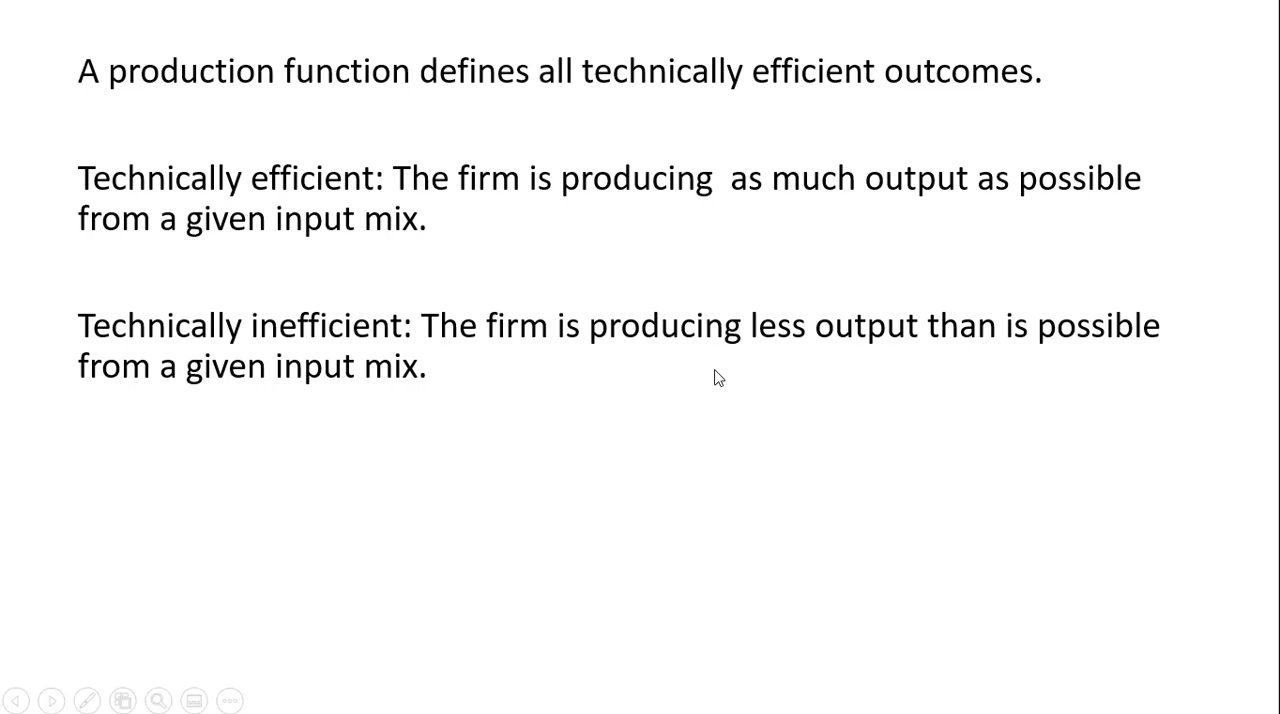 A production function defines all technically efficient outcomes.
Technically efficient: The firm is producing  as much output as possible
from a given input mix.
Technically inefficient: The firm is producing less output than is possible
from a given input mix.